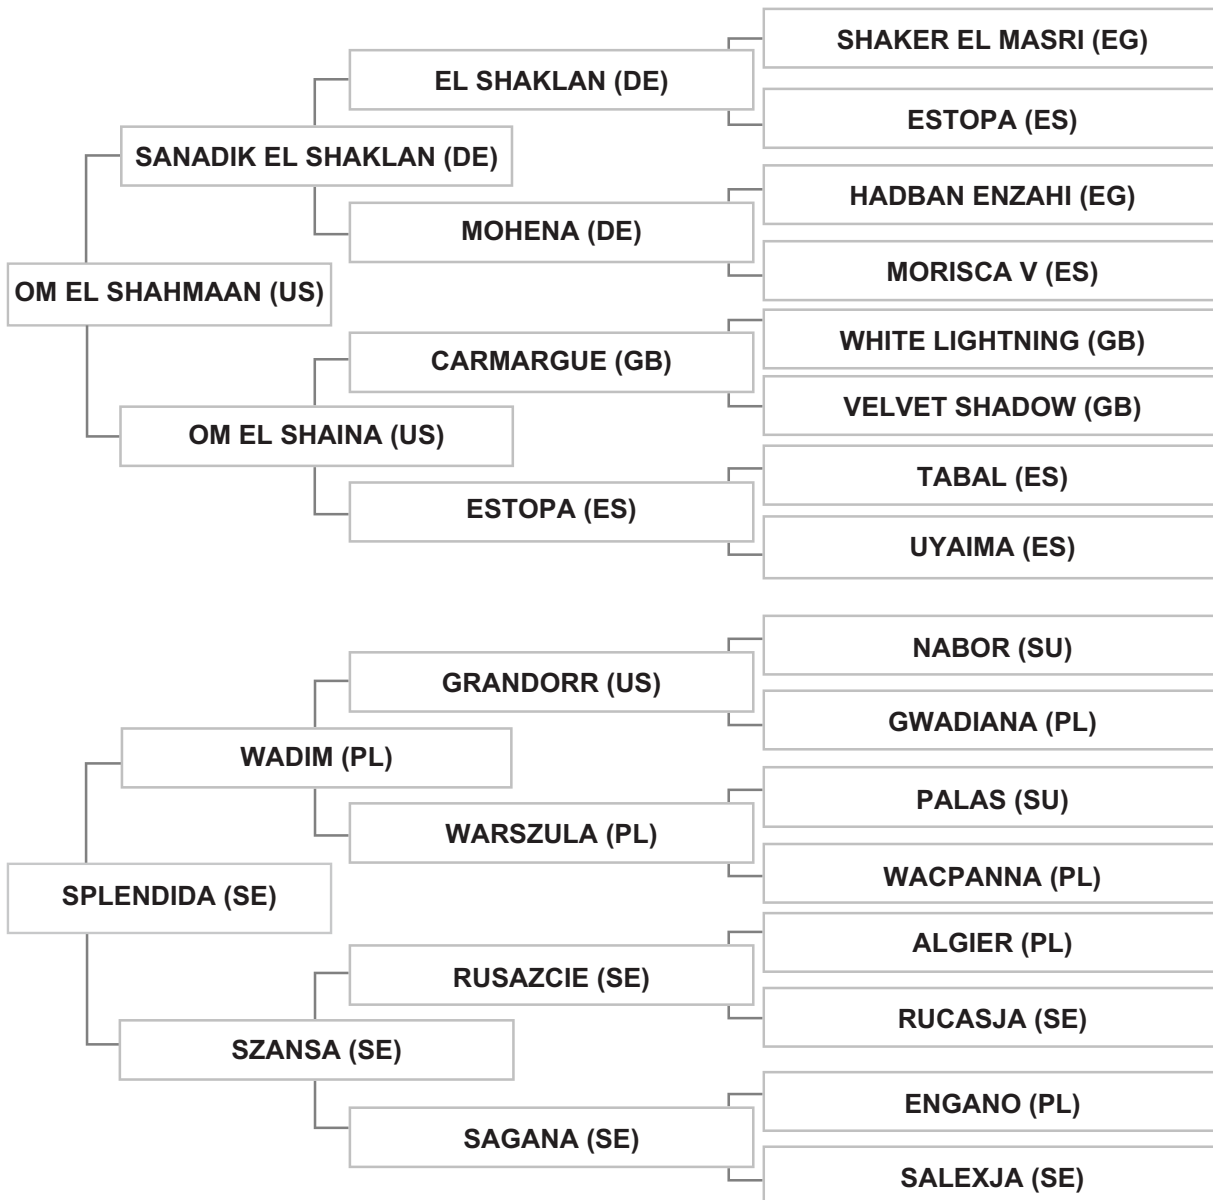 SHAKER EL MASRI (EG)
EL SHAKLAN (DE)
ESTOPA (ES)
SANADIK EL SHAKLAN (DE)
HADBAN ENZAHI (EG)
MOHENA (DE)
MORISCA V (ES)
OM EL SHAHMAAN (US)
WHITE LIGHTNING (GB)
CARMARGUE (GB)
VELVET SHADOW (GB)
OM EL SHAINA (US)
TABAL (ES)
ESTOPA (ES)
UYAIMA (ES)
NABOR (SU)
GRANDORR (US)
GWADIANA (PL)
WADIM (PL)
PALAS (SU)
WARSZULA (PL)
WACPANNA (PL)
SPLENDIDA (SE)
ALGIER (PL)
RUSAZCIE (SE)
RUCASJA (SE)
SZANSA (SE)
ENGANO (PL)
SAGANA (SE)
SALEXJA (SE)